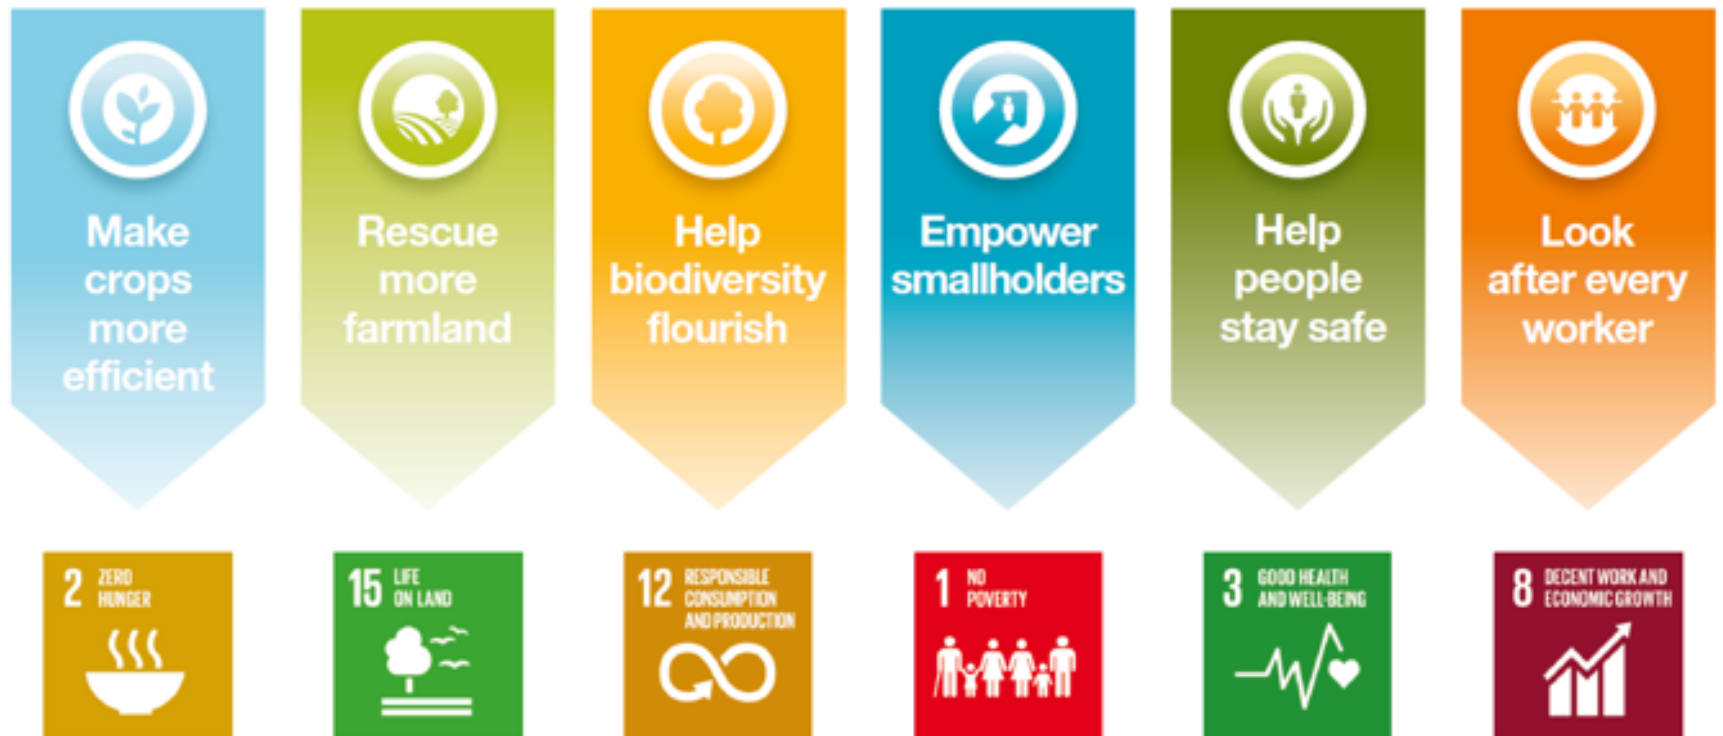 Make
crops
more
efficient
Rescue
more
farmland
Help
biodiversity
flourish
Empower
smallholders
Help
people
stay safe
Look
after every
worker
2 ZERO
HUNGER
15 LIFE
ON LAND
12 RESPONSIBLE
CONSUMPTION
AND PRODUCTION
1 NO
POVERTY
3 GOOD HEALTH
AND WELL-BEING
8 DECENT WORK AND
ECONOMIC GROWTH